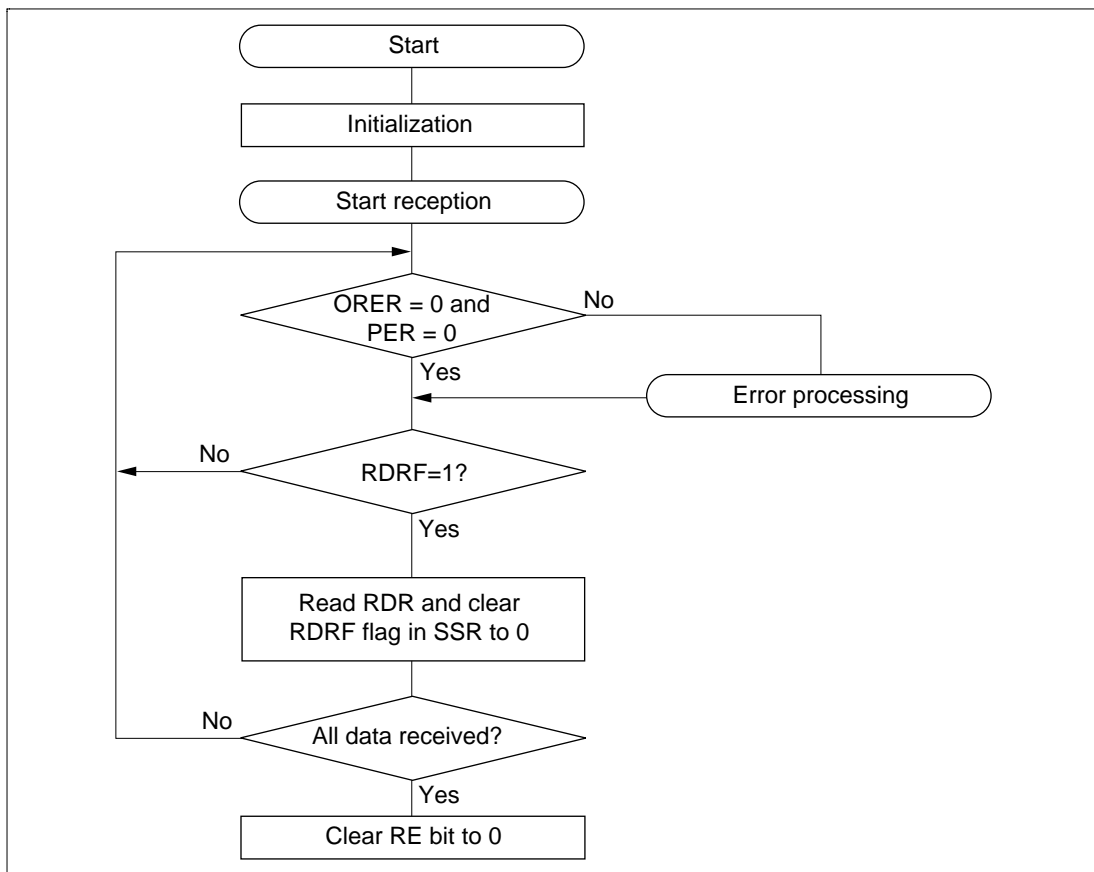 Start
Initialization
Start reception
ORER = 0 and
PER = 0
No
Yes
Error processing
No
RDRF=1?
Yes
Read RDR and clear
RDRF flag in SSR to 0
No
All data received?
Yes
Clear RE bit to 0